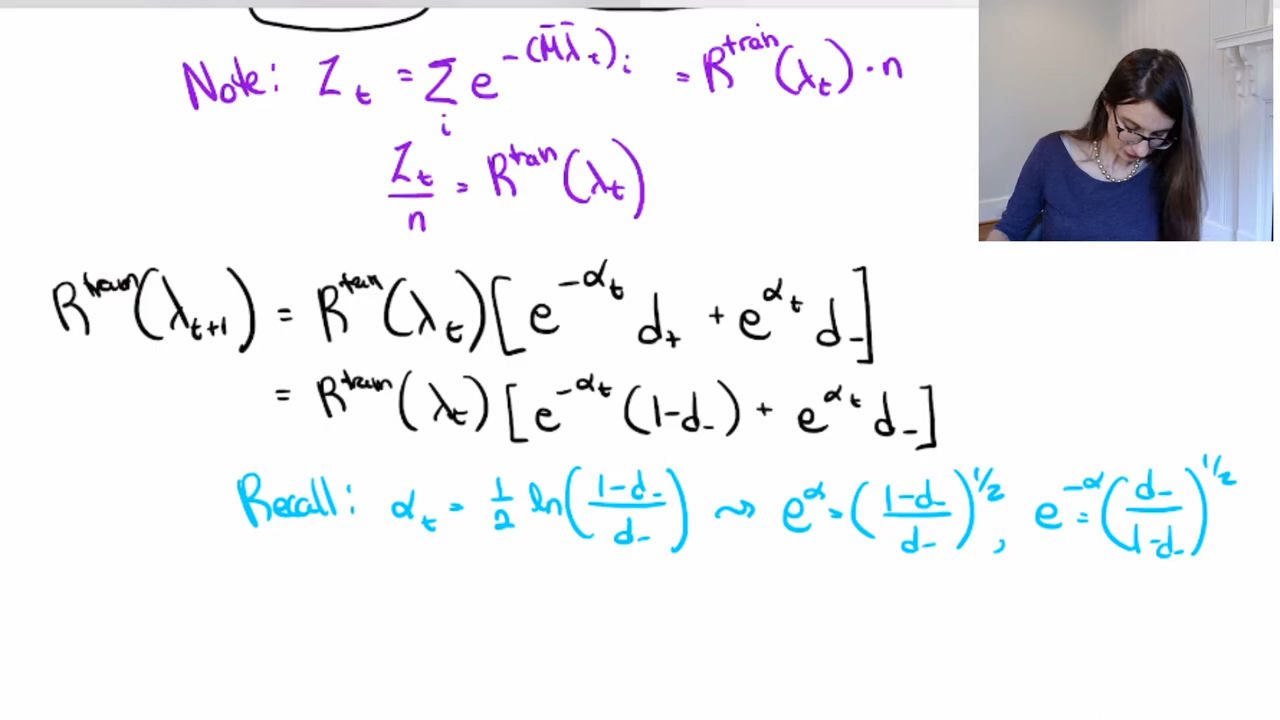 Note: Z_t = Σ_i e^{-(M̄λ̄_t)_i} = R^train(λ_t)·n
Z_t/n = R^train(λ_t)
R^train(λ_{t+1}) = R^train(λ_t)[e^{-α_t} d_+ + e^{α_t} d_-]
= R^train(λ_t)[e^{-α_t}(1-d_-) + e^{α_t} d_-]
Recall: α_t = 1/2 ln((1-d_-)/d_-) ⇝ e^α = ((1-d_-)/d_-)^{1/2}, e^{-α} = (d_-/(1-d_-))^{1/2}